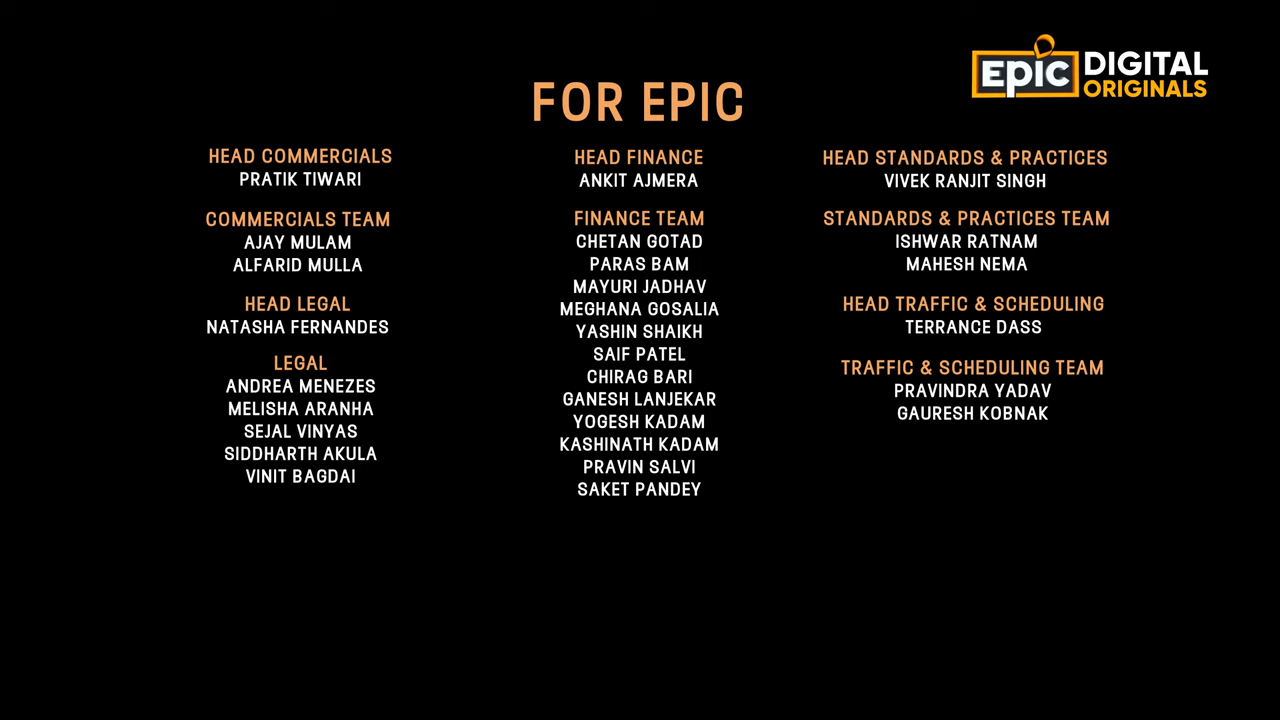 EPIC DIGITAL
ORIGINALS
FOR EPIC
HEAD COMMERCIALS
PRATIK TIWARI
COMMERCIALS TEAM
AJAY MULAM
ALFARID MULLA
HEAD LEGAL
NATASHA FERNANDES
LEGAL
ANDREA MENEZES
MELISHA ARANHA
SEJAL VINYAS
SIDDHARTH AKULA
VINIT BAGDAI
HEAD FINANCE
ANKIT AJMERA
FINANCE TEAM
CHETAN GOTAD
PARAS BAM
MAYURI JADHAV
MEGHANA GOSALIA
YASHIN SHAIKH
SAIF PATEL
CHIRAG BARI
GANESH LANJEKAR
YOGESH KADAM
KASHINATH KADAM
PRAVIN SALVI
SAKET PANDEY
HEAD STANDARDS & PRACTICES
VIVEK RANJIT SINGH
STANDARDS & PRACTICES TEAM
ISHWAR RATNAM
MAHESH NEMA
HEAD TRAFFIC & SCHEDULING
TERRANCE DASS
TRAFFIC & SCHEDULING TEAM
PRAVINDRA YADAV
GAURESH KOBNAK